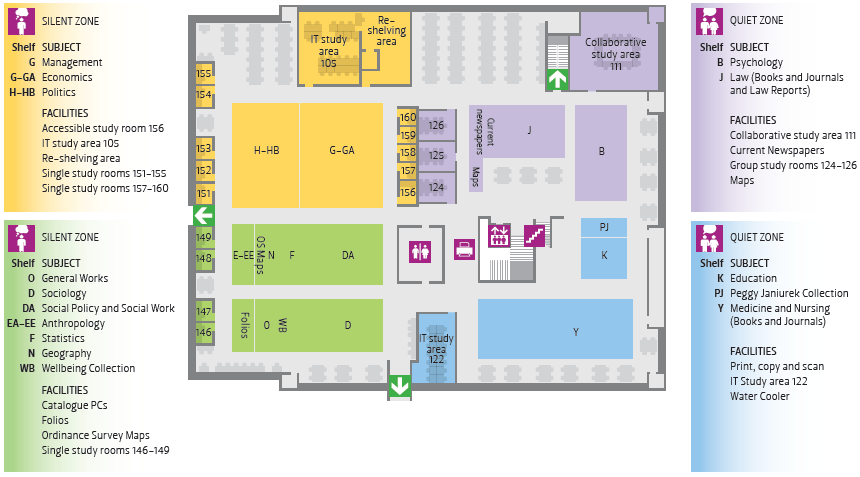 SILENT ZONE
Shelf SUBJECT
G Management
G–GA Economics
H–HB Politics
FACILITIES
Accessible study room 156
IT study area 105
Re-shelving area
Single study rooms 151–155
Single study rooms 157–160
SILENT ZONE
Shelf SUBJECT
O General Works
D Sociology
DA Social Policy and Social Work
EA–EE Anthropology
F Statistics
N Geography
WB Wellbeing Collection
FACILITIES
Catalogue PCs
Folios
Ordinance Survey Maps
Single study rooms 146–149
IT study
area
105
Re-
shelving
area
Collaborative
study area
111
155
154
153
152
151
149
148
147
146
H–HB
G–GA
160
159
158
157
156
126
125
124
Current
newspapers
Maps
J
B
E–EE
OS Maps
N
F
DA
Folios
O
WB
D
PJ
K
Y
IT study
area
122
QUIET ZONE
Shelf SUBJECT
B Psychology
J Law (Books and Journals
and Law Reports)
FACILITIES
Collaborative study area 111
Current Newspapers
Group study rooms 124–126
Maps
QUIET ZONE
Shelf SUBJECT
K Education
PJ Peggy Janiurek Collection
Y Medicine and Nursing
(Books and Journals)
FACILITIES
Print, copy and scan
IT Study area 122
Water Cooler